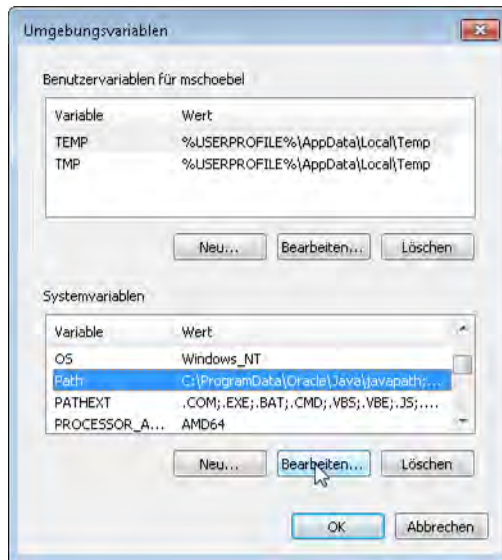 Umgebungsvariablen
Benutzervariablen für mschoebel
Variable Wert
TEMP %USERPROFILE%\AppData\Local\Temp
TMP %USERPROFILE%\AppData\Local\Temp
Neu... Bearbeiten... Löschen
Systemvariablen
Variable Wert
OS Windows_NT
Path C:\ProgramData\Oracle\Java\javapath;...
PATHEXT .COM;.EXE;.BAT;.CMD;.VBS;.VBE;.JS;....
PROCESSOR_A... AMD64
Neu... Bearbeiten... Löschen
OK Abbrechen